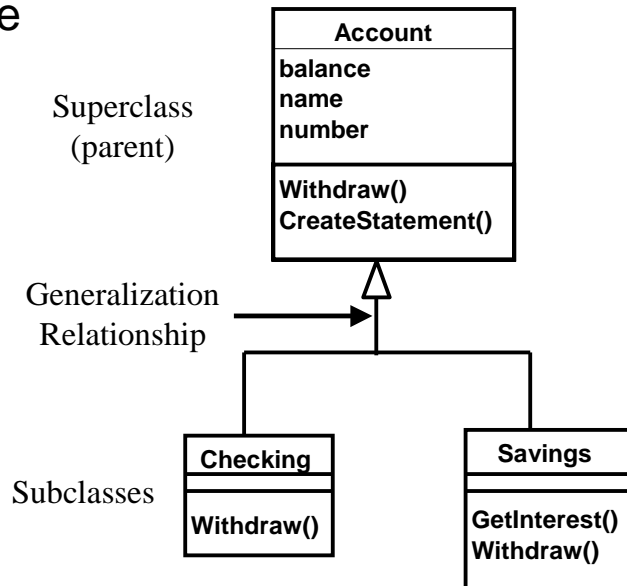 e
Account
balance
name
number
Superclass
(parent)
Withdraw()
CreateStatement()
Generalization
Relationship
Checking
Savings
Subclasses
Withdraw()
GetInterest()
Withdraw()